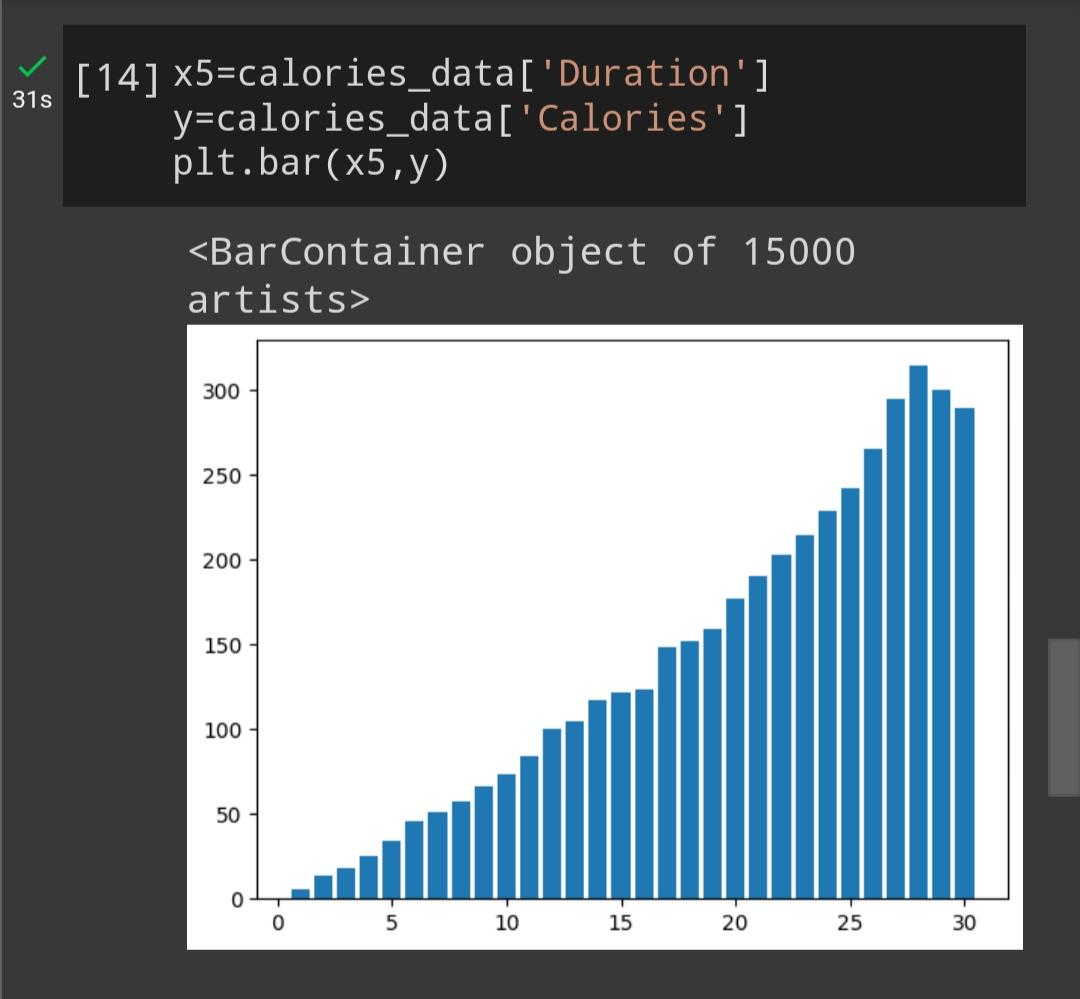 [14] x5=calories_data['Duration']
31s
y=calories_data['Calories']
plt.bar(x5,y)
<BarContainer object of 15000
artists>
300
250
200
150
100
50
0
0 5 10 15 20 25 30